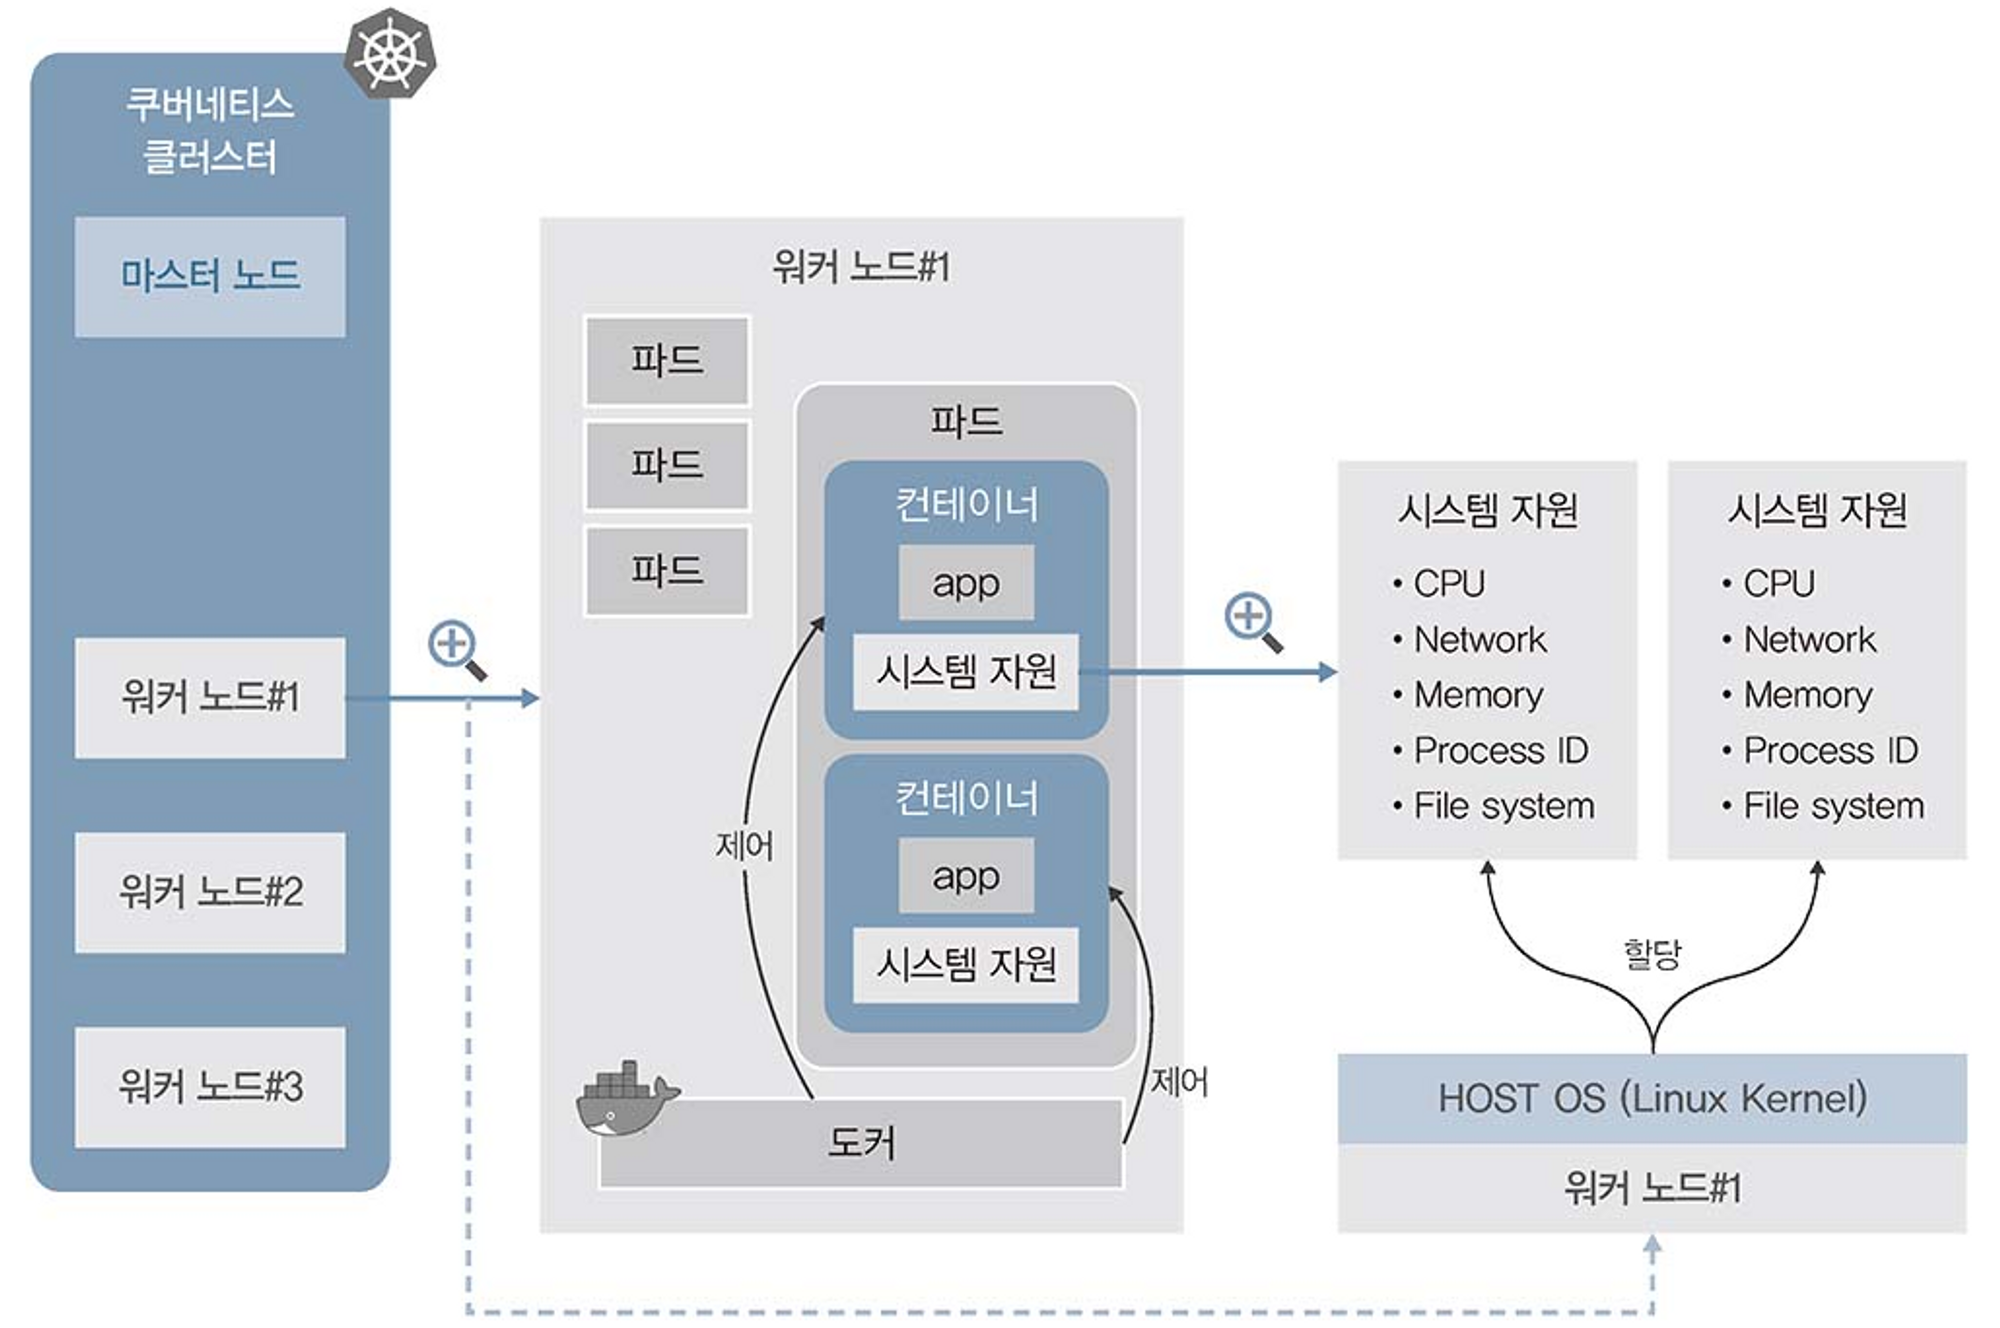 쿠버네티스
클러스터
마스터 노드
워커 노드#1
워커 노드#2
워커 노드#3
워커 노드#1
파드
파드
파드
파드
컨테이너
app
시스템 자원
컨테이너
app
시스템 자원
제어
제어
도커
시스템 자원
• CPU
• Network
• Memory
• Process ID
• File system
시스템 자원
• CPU
• Network
• Memory
• Process ID
• File system
할당
HOST OS (Linux Kernel)
워커 노드#1